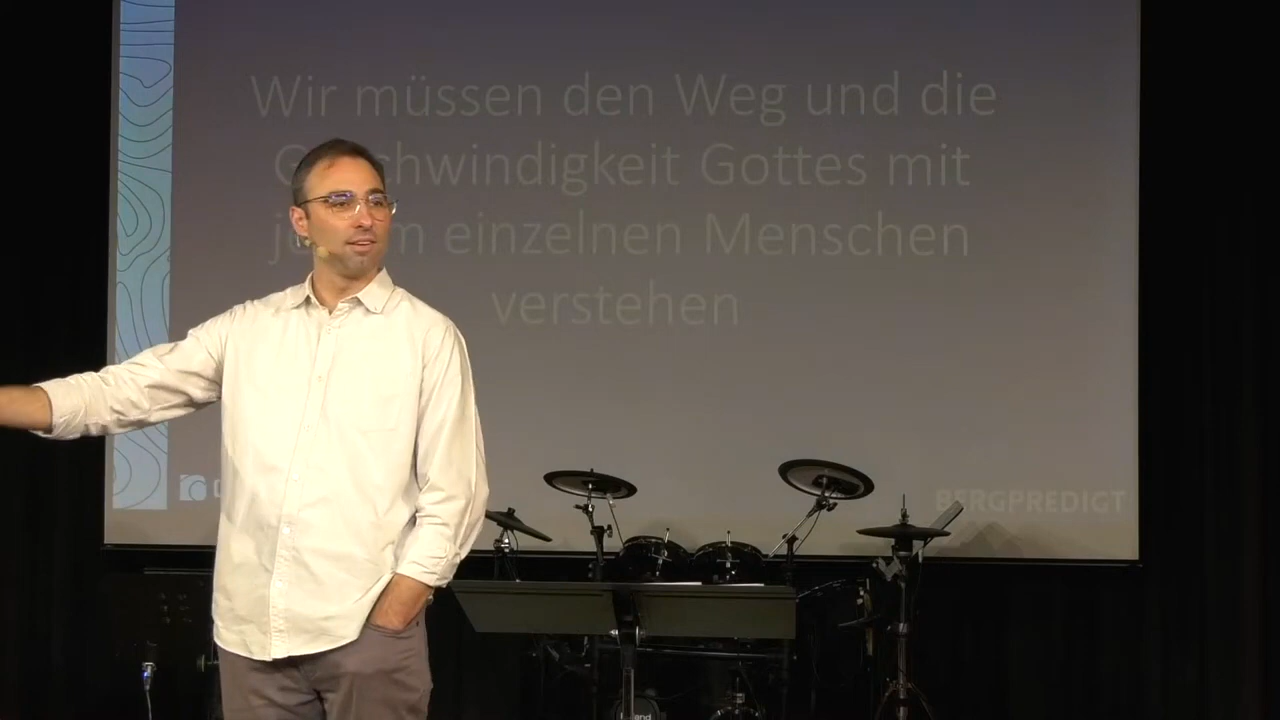 Wir müssen den Weg und die
Gottes mit
einzelnen Menschen
verstehen
BERGPREDIGT